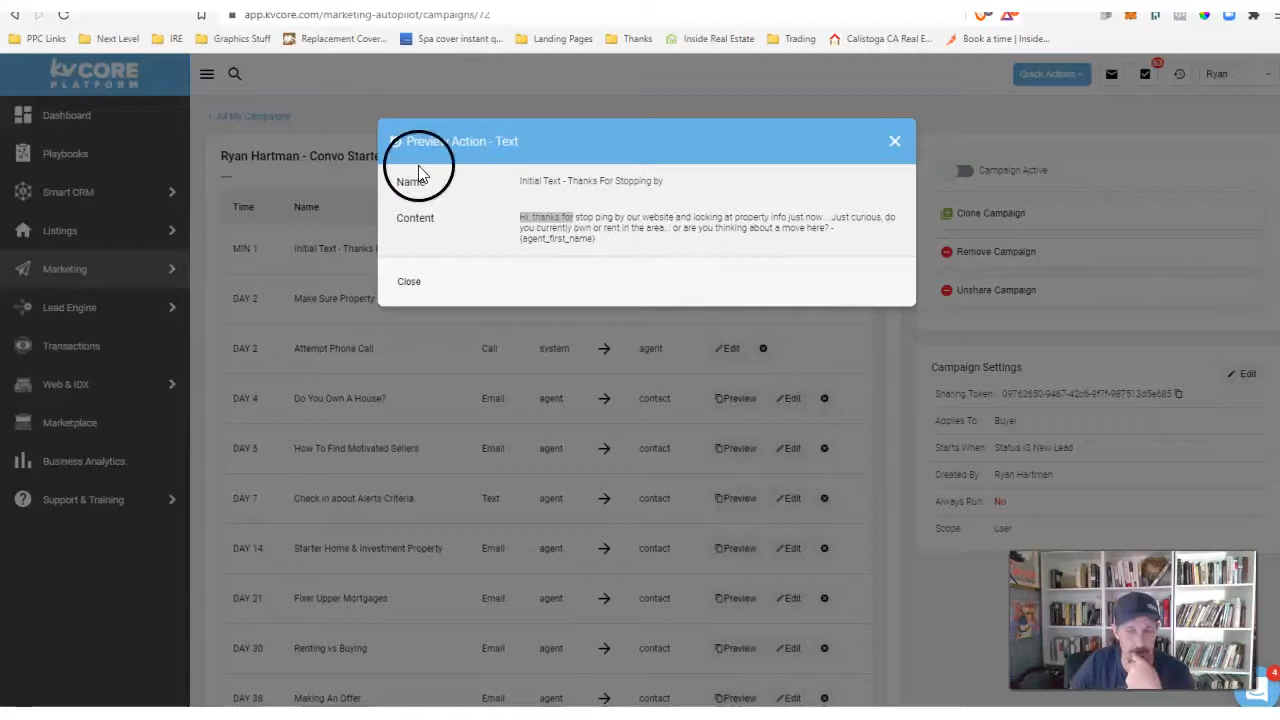 app.kvcore.com/marketing-autopilot/campaigns/72
PPC Links
Next Level
IRE
Graphics Stuff
Replacement Cover...
Spa cover instant q...
Landing Pages
Thanks
Inside Real Estate
Trading
Calistoga CA Real E...
Book a time | Inside...
kvCORE
PLATFORM
Quick Actions
53
Ryan
Dashboard
Playbooks
Smart CRM
Listings
Marketing
Lead Engine
Transactions
Web & IDX
Marketplace
Business Analytics
Support & Training
All My Campaigns
Ryan Hartman - Convo Starte
----
Time Name
MIN 1 Initial Text - Thanks F
DAY 2 Make Sure Property
DAY 2 Attempt Phone Call Call system agent Edit
DAY 4 Do You Own A House? Email agent contact Preview Edit
DAY 5 How To Find Motivated Sellers Email agent contact Preview Edit
DAY 7 Check in about Alerts Criteria Text agent contact Preview Edit
DAY 14 Starter Home & Investment Property Email agent contact Preview Edit
DAY 21 Fixer Upper Mortgages Email agent contact Preview Edit
DAY 30 Renting vs Buying Email agent contact Preview Edit
DAY 38 Making An Offer Email agent contact Preview Edit
Preview Action - Text
Name Initial Text - Thanks For Stopping by
Content Hi, thanks for stop ping by our website and looking at property info just now... Just curious, do
you currently own or rent in the area... or are you thinking about a move here? -
{agent_first_name}
Close
Campaign Active
Clone Campaign
Remove Campaign
Unshare Campaign
Campaign Settings
Edit
Sharing Token:
Applies To: Buyer
Starts When: Status IS New Lead
Created By: Ryan Hartman
Always Run: No
Scope user
4